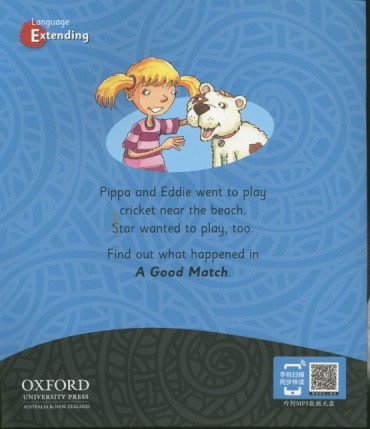 Language
Extending
Pippa and Eddie went to play
cricket near the beach.
Star wanted to play, too.
Find out what happened in
A Good Match.
OXFORD
UNIVERSITY PRESS
AUSTRALIA & NEW ZEALAND
手机扫描
同步伴读
内附MP3数据光盘